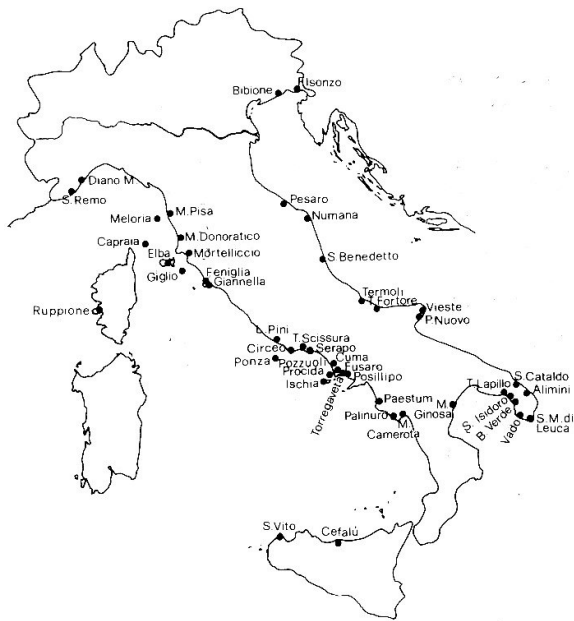 F.Isonzo
Bibione
Diano M.
S. Remo
Pesaro
M.Pisa
Meloria
Numana
M.Donoratico
Capraia
Mortelliccio
Elba
S.Benedetto
Giglio
Feniglia
Giannella
Termoli
F.Fortore
Vieste
P.Nuovo
Ruppione
L.Pini
T.Scissura
Circeo
Serapo
Ponza
Pozzuoli
Cuma
Fusaro
Procida
Posillipo
Ischia
Torregaveta
S.Cataldo
T.Lapillo
Alimini
Paestum
M.
Ginosa
S. Isidoro
B. Verde
Vado
S.M.di
Leuca
Palinuro
M.
Camerota
S.Vito
Cefalú